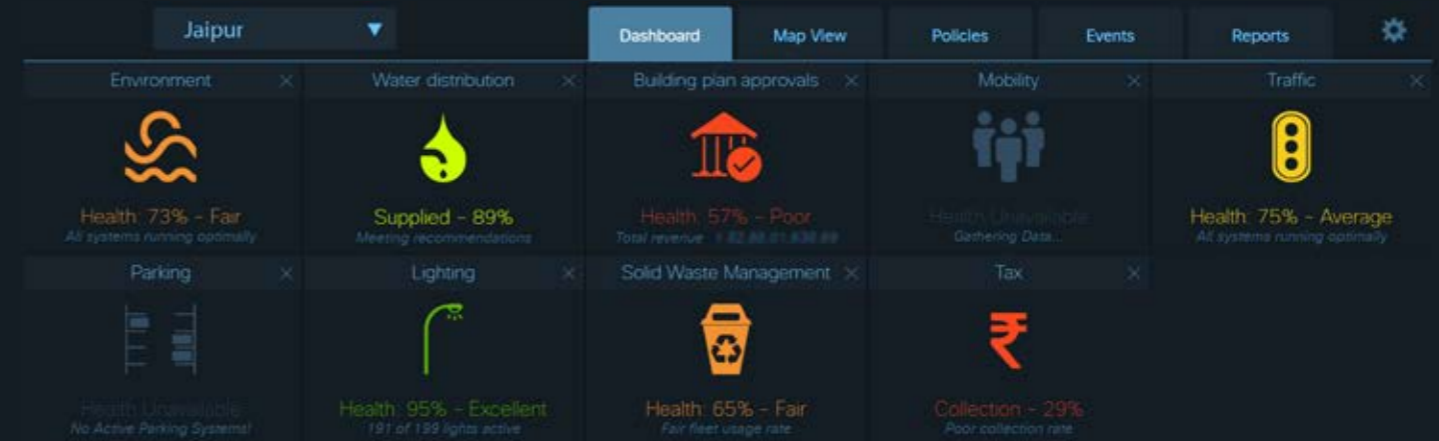 Jaipur
Dashboard
Map View
Policies
Events
Reports
Environment
Water distribution
Building plan approvals
Mobility
Traffic
Health: 73% - Fair
Supplied - 89%
Health: 57% - Poor
Health Unavailable
Health: 75% - Average
All systems running optimally
Meeting recommendations
Total revenue
Gathering Data...
All systems running optimally
Parking
Lighting
Solid Waste Management
Tax
Health Unavailable
Health: 95% - Excellent
Health: 65% - Fair
Collection - 29%
No Active Parking Systems!
191 of 199 lights active
Fair fleet usage rate
Poor collection rate